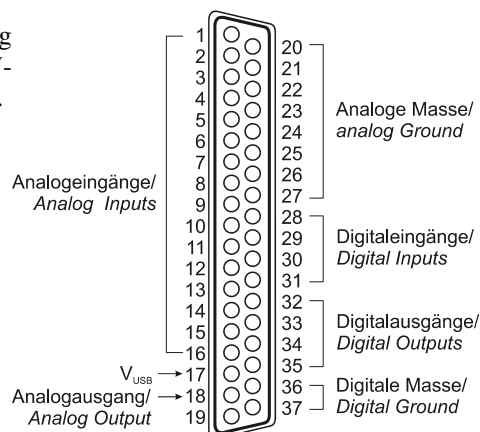 g
-
.
1
2
3
4
5
6
7
8
9
10
11
12
13
14
15
16
17
18
19
Analogeingänge/
Analog Inputs
V_USB
Analogausgang/
Analog Output
20
21
22
23
24
25
26
27
28
29
30
31
32
33
34
35
36
37
Analoge Masse/
analog Ground
Digitaleingänge/
Digital Inputs
Digitalausgänge/
Digital Outputs
Digitale Masse/
Digital Ground